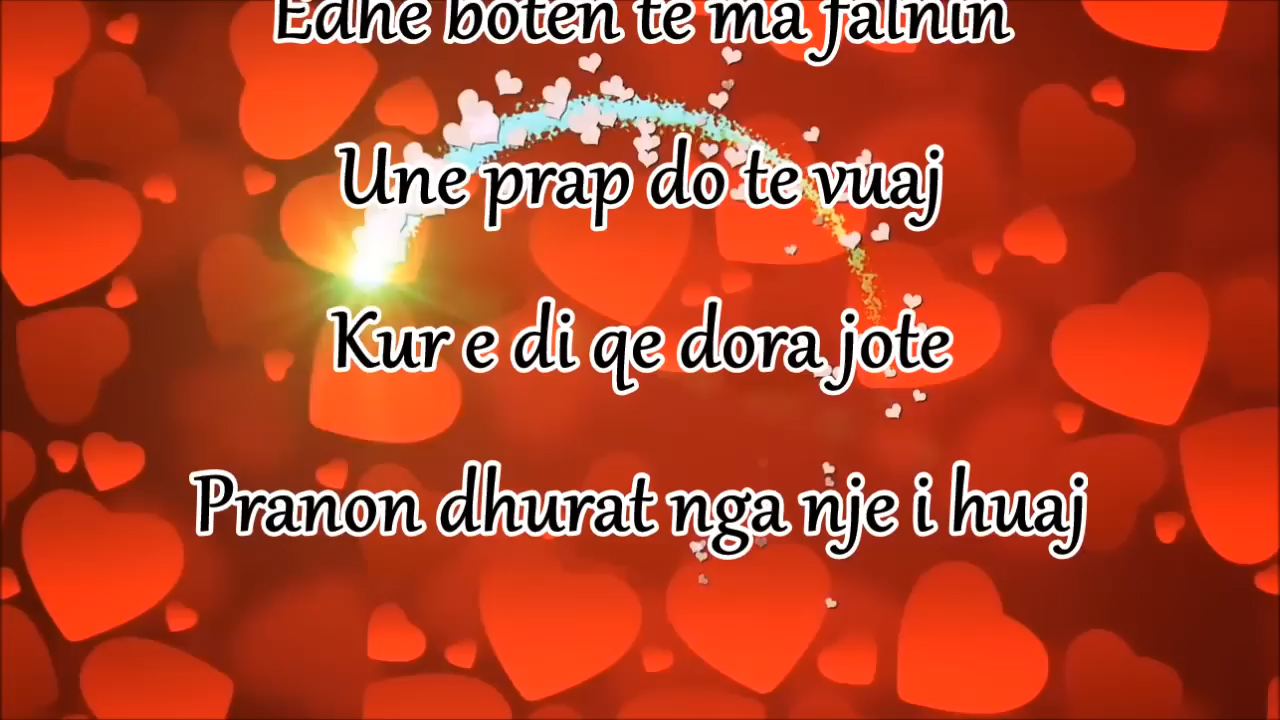 Edhe boten te ma falnin
Une prap do te vuaj
Kur e di qe dora jote
Pranon dhurat nga nje i huaj